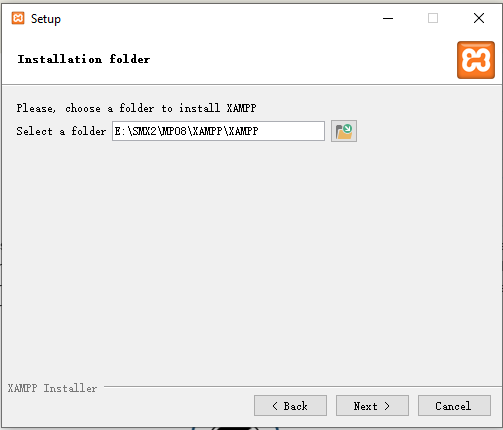 Setup
Installation folder
Please, choose a folder to install XAMPP
Select a folder E:\SMX2\MP08\XAMPP\XAMPP
XAMPP Installer
< Back Next > Cancel